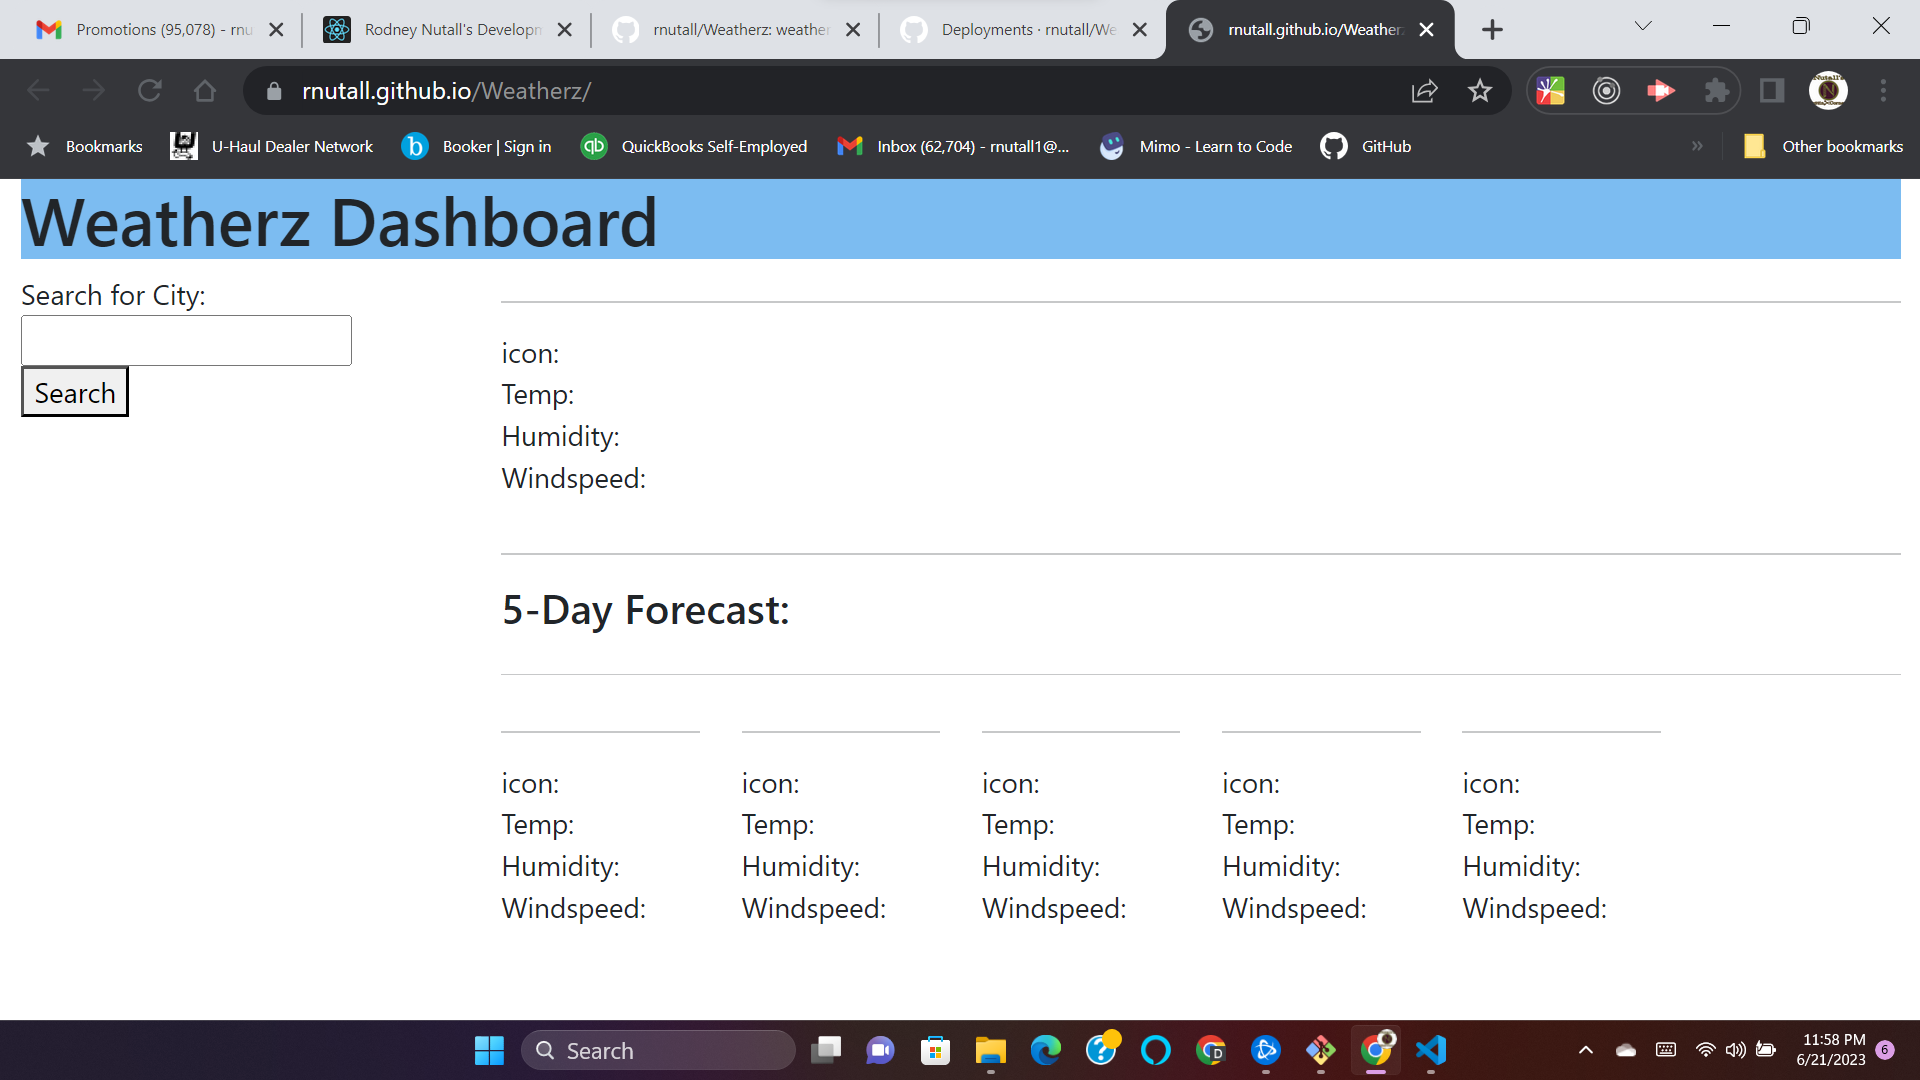 Promotions (95,078) - rnu
Rodney Nutall's Developm
rnutall/Weatherz: weather
Deployments · rnutall/We
rnutall.github.io/Weatherz
rnutall.github.io/Weatherz/
Bookmarks
U-Haul Dealer Network
Booker | Sign in
QuickBooks Self-Employed
Inbox (62,704) - rnutall1@...
Mimo - Learn to Code
GitHub
Other bookmarks
Weatherz Dashboard
Search for City:
Search
icon:
Temp:
Humidity:
Windspeed:
5-Day Forecast:
icon: icon: icon: icon: icon:
Temp: Temp: Temp: Temp: Temp:
Humidity: Humidity: Humidity: Humidity: Humidity:
Windspeed: Windspeed: Windspeed: Windspeed: Windspeed:
Search
11:58 PM
6/21/2023
6